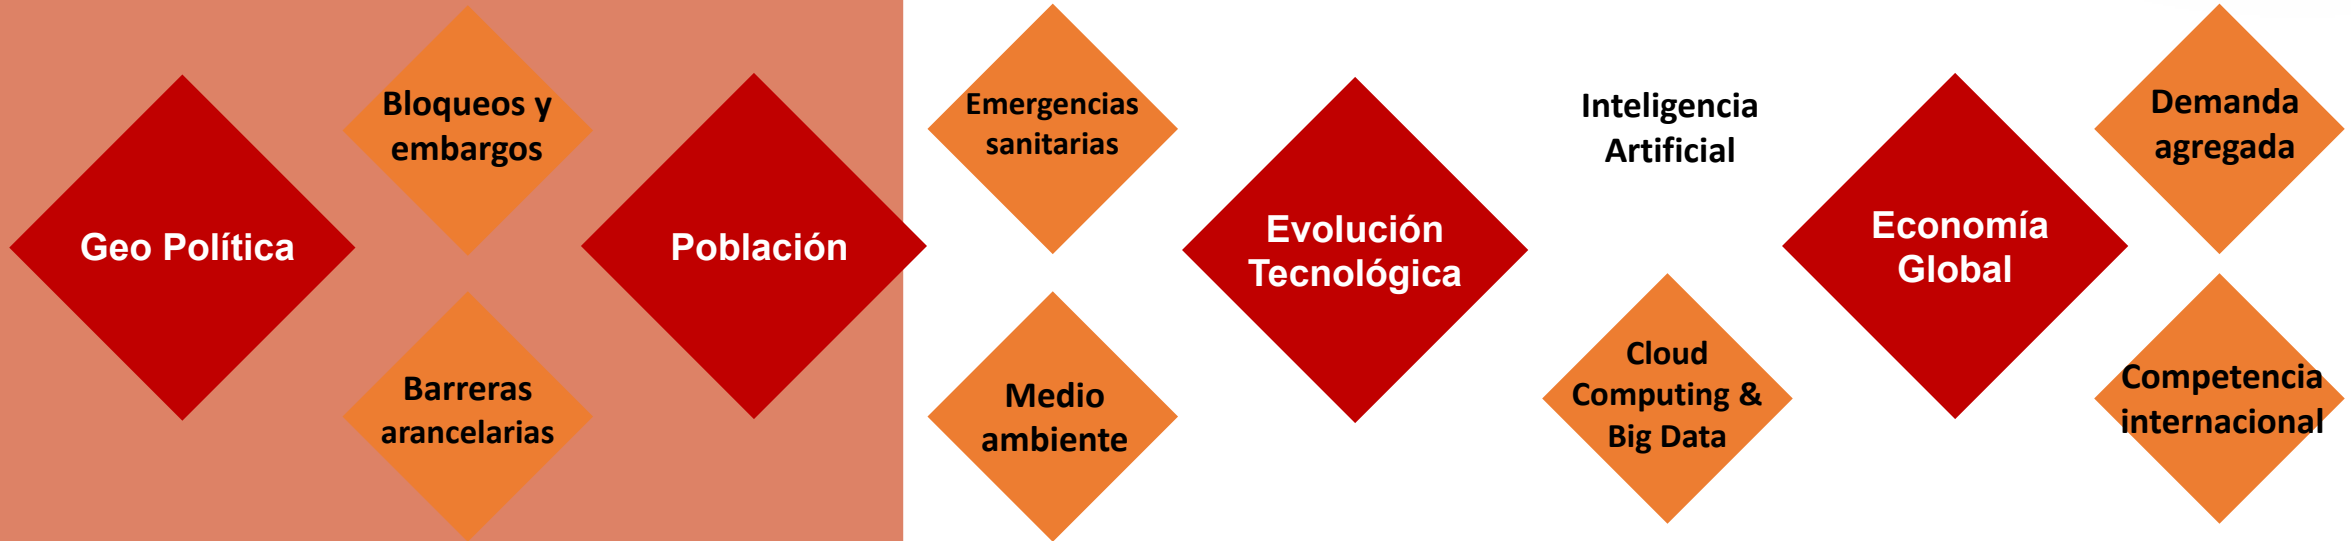 Geo Política
Bloqueos y
embargos
Barreras
arancelarias
Población
Emergencias
sanitarias
Medio
ambiente
Evolución
Tecnológica
Inteligencia
Artificial
Cloud
Computing &
Big Data
Economía
Global
Demanda
agregada
Competencia
internacional